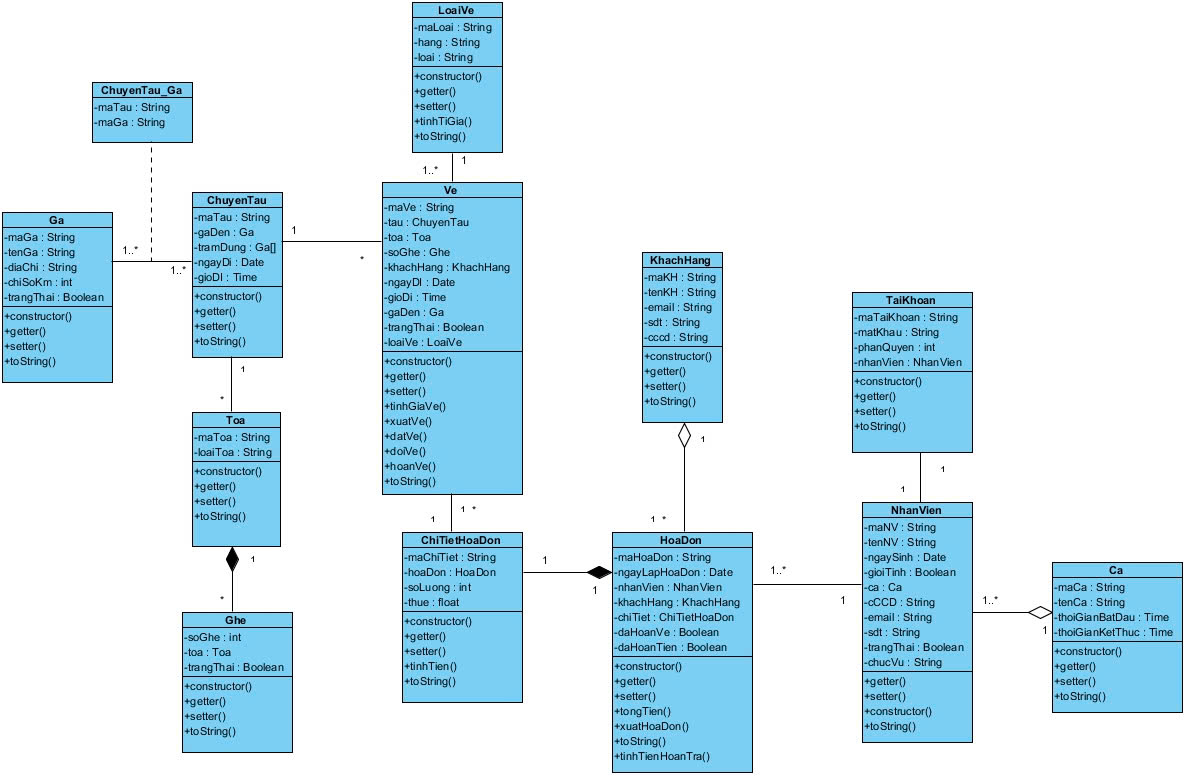 LoaiVe
-maLoai : String
-hang : String
-loai : String
+constructor()
+getter()
+setter()
+tinhTiGia()
+toString()
1
1..*
ChuyenTau_Ga
-maTau : String
-maGa : String
Ga
-maGa : String
-tenGa : String
-diaChi : String
-chiSoKm : int
-trangThai : Boolean
+constructor()
+getter()
+setter()
+toString()
1..*
1..*
ChuyenTau
-maTau : String
-gaDen : Ga
-tramDung : Ga[]
-ngayDi : Date
-gioDI : Time
+constructor()
+getter()
+setter()
+toString()
1
*
1
*
Ve
-maVe : String
-tau : ChuyenTau
-toa : Toa
-soGhe : Ghe
-khachHang : KhachHang
-ngayDI : Date
-gioDi : Time
-gaDen : Ga
-trangThai : Boolean
-loaiVe : LoaiVe
+constructor()
+getter()
+setter()
+tinhGiaVe()
+xuatVe()
+datVe()
+doiVe()
+hoanVe()
+toString()
1 *
1
Toa
-maToa : String
-loaiToa : String
+constructor()
+getter()
+setter()
+toString()
1
*
Ghe
-soGhe : int
-toa : Toa
-trangThai : Boolean
+constructor()
+getter()
+setter()
+toString()
ChiTietHoaDon
-maChiTiet : String
-hoaDon : HoaDon
-soLuong : int
-thue : float
+constructor()
+getter()
+setter()
+tinhTien()
+toString()
1
1
KhachHang
-maKH : String
-tenKH : String
-email : String
-sdt : String
-cccd : String
+constructor()
+getter()
+setter()
+toString()
1
1 *
HoaDon
-maHoaDon : String
-ngayLapHoaDon : Date
-nhanVien : NhanVien
-khachHang : KhachHang
-chiTiet : ChiTietHoaDon
-daHoanVe : Boolean
-daHoanTien : Boolean
+constructor()
+getter()
+setter()
+tongTien()
+xuatHoaDon()
+toString()
+tinhTienHoanTra()
1..*
1
TaiKhoan
-maTaiKhoan : String
-matKhau : String
-phanQuyen : int
-nhanVien : NhanVien
+constructor()
+getter()
+setter()
+toString()
1
1
NhanVien
-maNV : String
-tenNV : String
-ngaySinh : Date
-gioiTinh : Boolean
-ca : Ca
-cCCD : String
-email : String
-sdt : String
-trangThai : Boolean
-chucVu : String
+getter()
+setter()
+constructor()
+toString()
1..*
1
Ca
-maCa : String
-tenCa : String
-thoiGianBatDau : Time
-thoiGianKetThuc : Time
+constructor()
+getter()
+setter()
+toString()